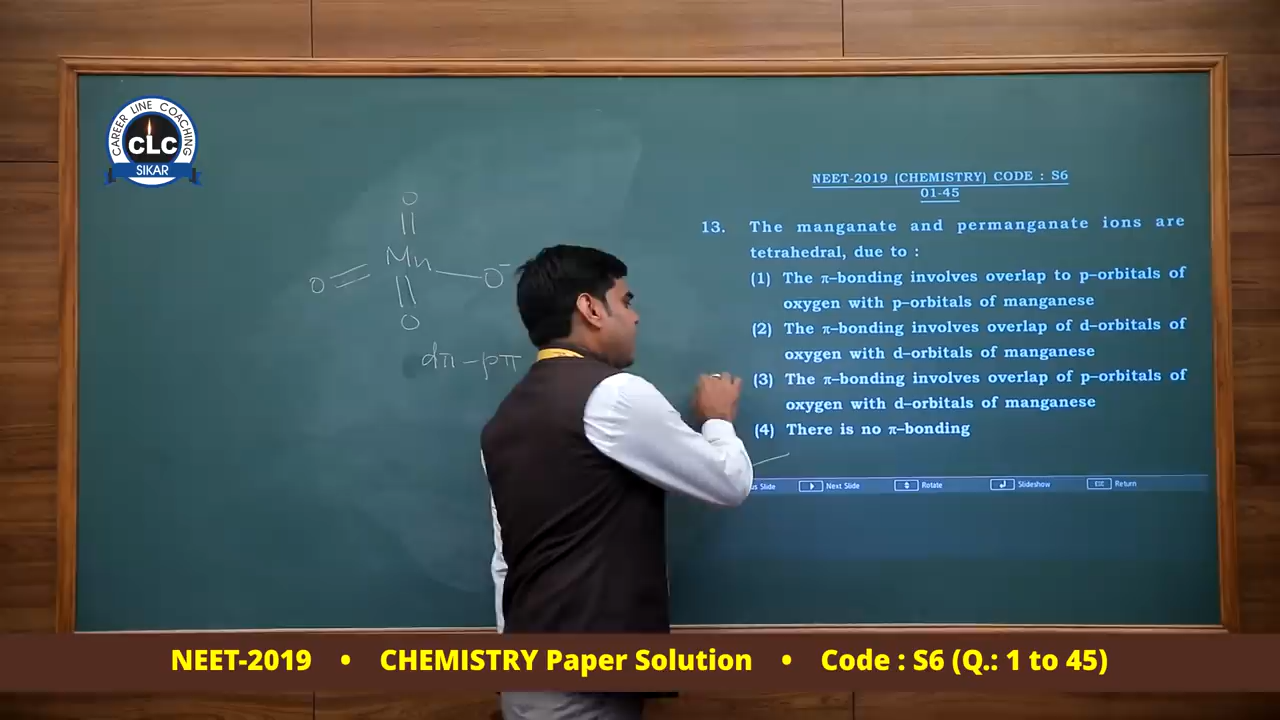 CAREER LINE COACHING
CLC
SIKAR
NEET-2019 (CHEMISTRY) CODE : S6
01-45
13. The manganate and permanganate ions are
tetrahedral, due to :
(1) The π-bonding involves overlap to p-orbitals of
oxygen with p-orbitals of manganese
(2) The π-bonding involves overlap of d-orbitals of
oxygen with d-orbitals of manganese
(3) The π-bonding involves overlap of p-orbitals of
oxygen with d-orbitals of manganese
(4) There is no π-bonding
Slide Next Slide Rotate Slideshow ESC Return
O
Mn
O O⁻
O
dπ-pπ
NEET-2019 • CHEMISTRY Paper Solution • Code : S6 (Q.: 1 to 45)